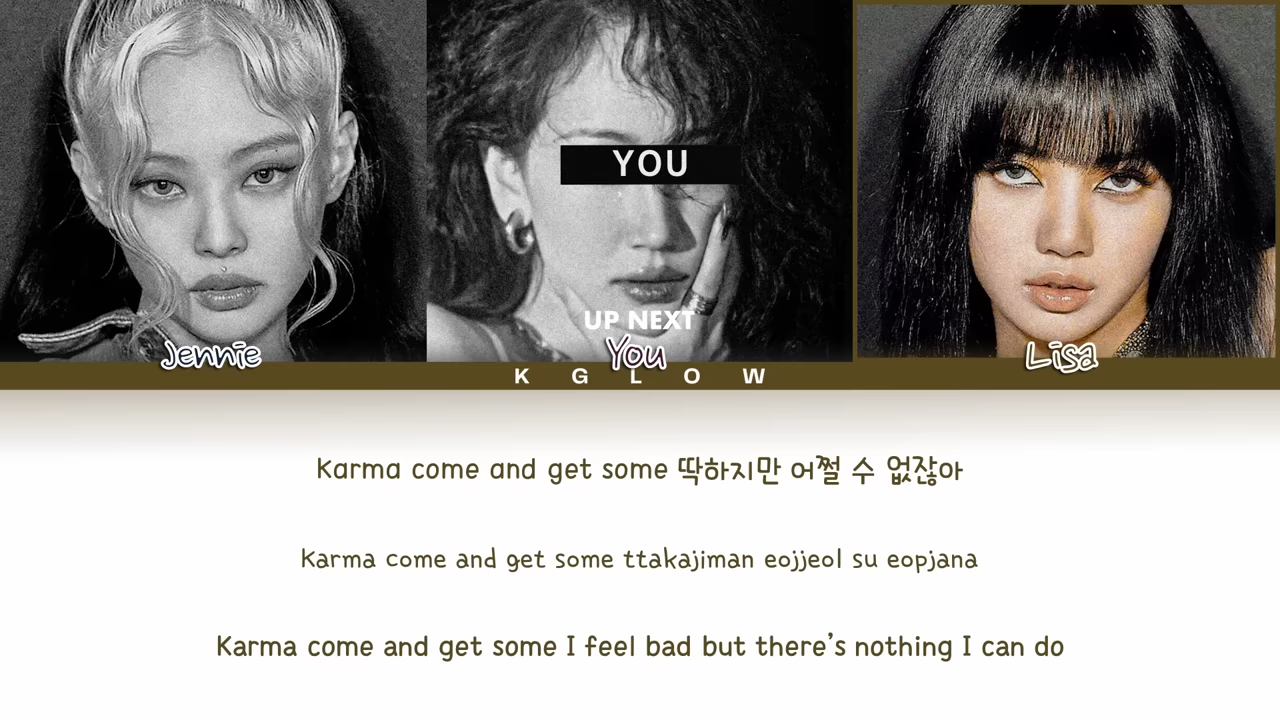 YOU
UP NEXT
Jennie
You
Lisa
K G L O W
Karma come and get some 딱하지만 어쩔 수 없잖아
Karma come and get some ttakajiman eojjeol su eopjana
Karma come and get some I feel bad but there's nothing I can do